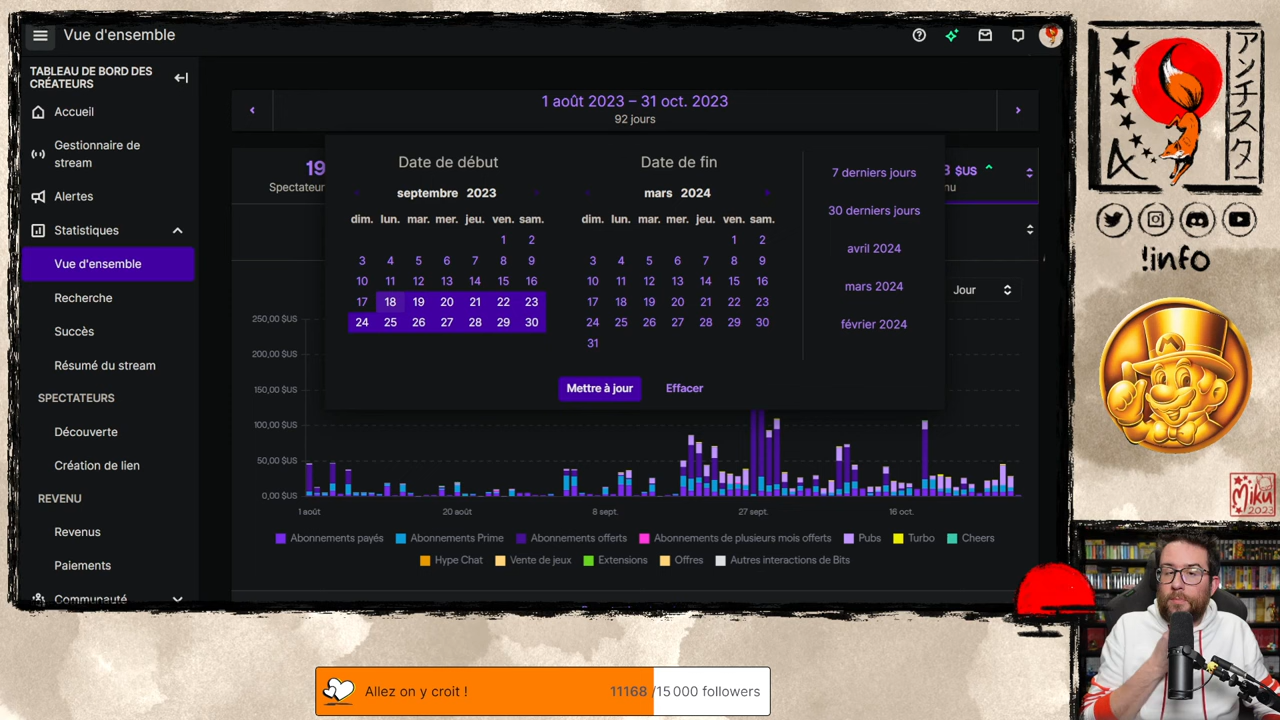 Vue d'ensemble
TABLEAU DE BORD DES
CRÉATEURS
Accueil
Gestionnaire de
stream
Alertes
Statistiques
Vue d'ensemble
Recherche
Succès
Résumé du stream
SPECTATEURS
Découverte
Création de lien
REVENU
Revenus
Paiements
Communauté
1 août 2023 – 31 oct. 2023
92 jours
19
Spectateur
$US
nu
Date de début
septembre 2023
dim. lun. mar. mer. jeu. ven. sam.
1 2
3 4 5 6 7 8 9
10 11 12 13 14 15 16
17 18 19 20 21 22 23
24 25 26 27 28 29 30
Date de fin
mars 2024
dim. lun. mar. mer. jeu. ven. sam.
1 2
3 4 5 6 7 8 9
10 11 12 13 14 15 16
17 18 19 20 21 22 23
24 25 26 27 28 29 30
31
7 derniers jours
30 derniers jours
avril 2024
mars 2024
février 2024
Mettre à jour
Effacer
Jour
250,00 $US
200,00 $US
150,00 $US
100,00 $US
50,00 $US
0,00 $US
1 août
20 août
8 sept.
27 sept.
16 oct.
Abonnements payés
Abonnements Prime
Abonnements offerts
Abonnements de plusieurs mois offerts
Pubs
Turbo
Cheers
Hype Chat
Vente de jeux
Extensions
Offres
Autres interactions de Bits
アンチスター
!info
M
Miku
2023
Allez on y croit !
11168 /15 000 followers